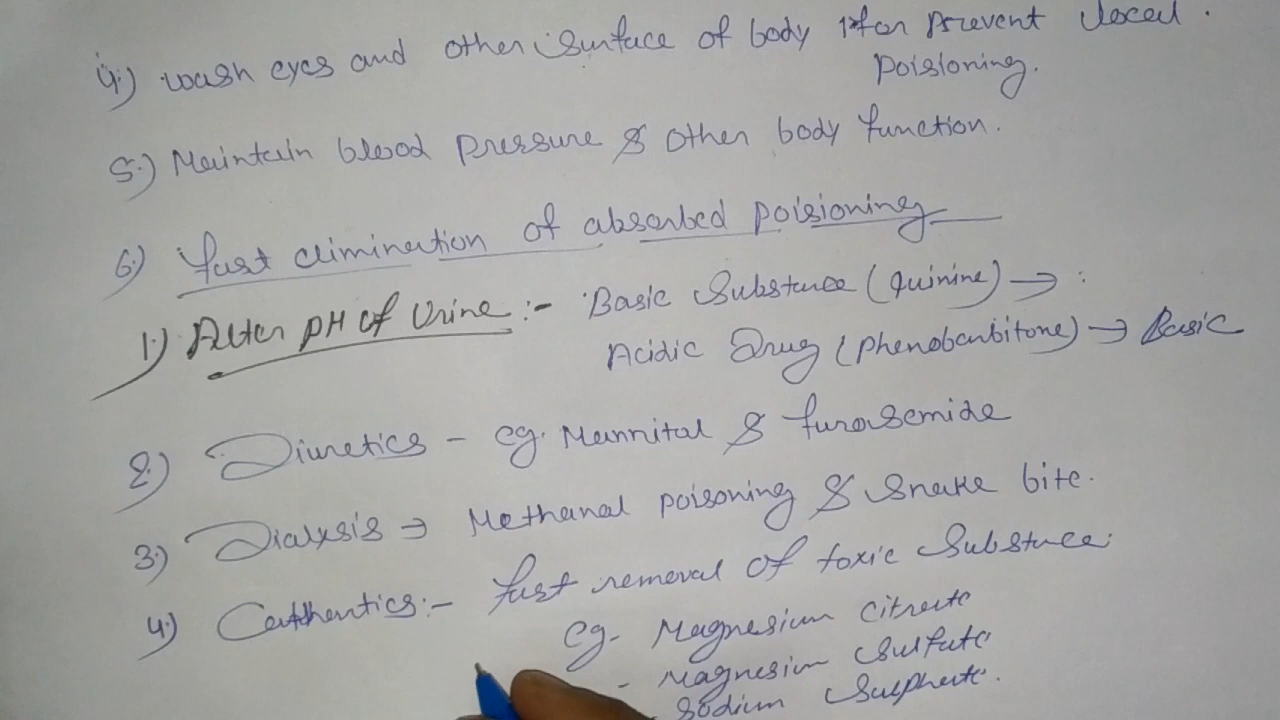 4.) wash eyes and other surface of body for prevent local
poisioning.
5.) Maintain blood pressure & other body function.
6.) fast elimination of absorbed poisioning
1.) Alter pH of Urine :- Basic Substance (quinine) → :
Acidic Drug (phenobarbitone) → Basic
2.) Diuretics - eg. Mannital & furosemide
3.) Dialysis → Methanal poisoning & Snake bite.
4.) Cathertics :- fast removal of toxic Substance.
eg- Magnesium citrate
- Magnesium Sulfate
Sodium Sulphate.